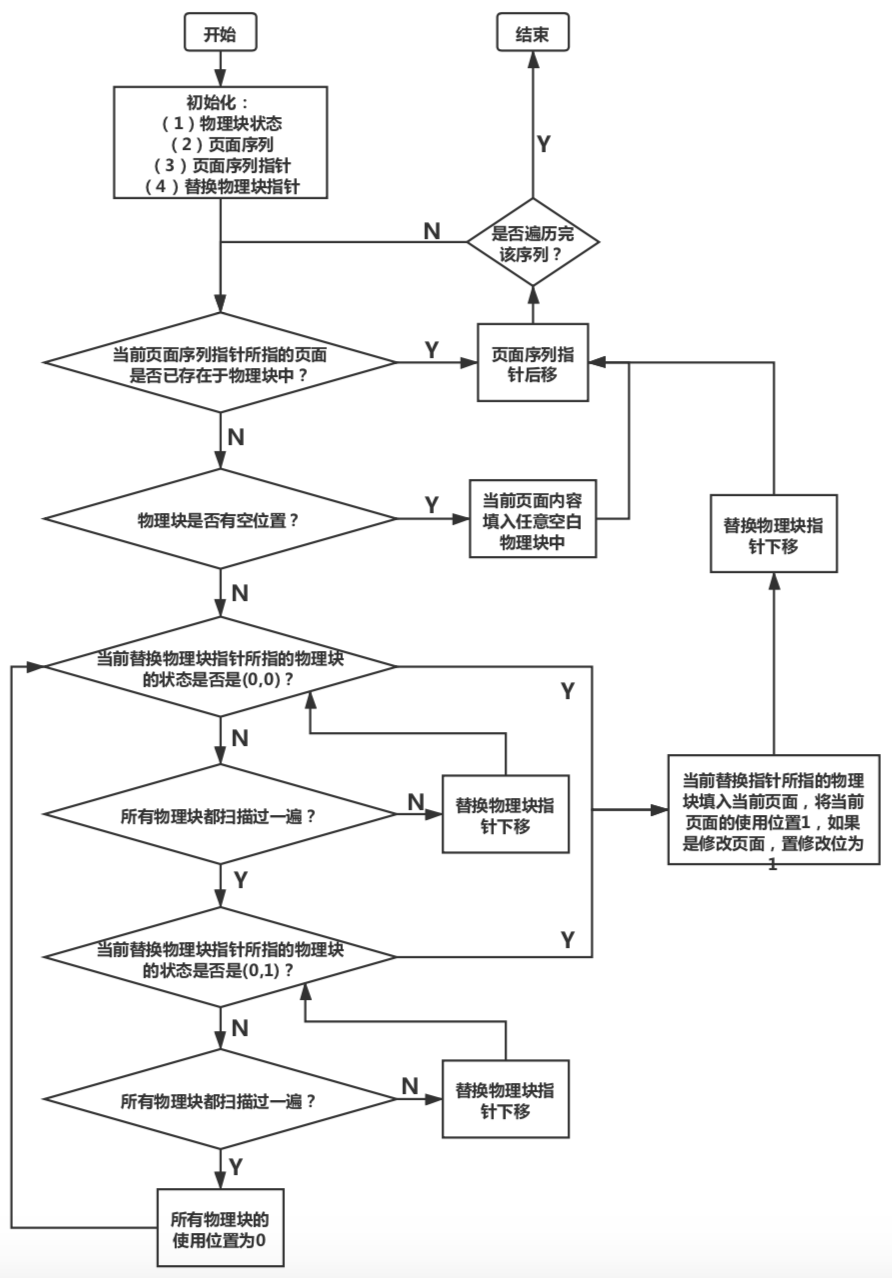 开始
结束
初始化：
（1）物理块状态
（2）页面序列
（3）页面序列指针
（4）替换物理块指针
Y
N
是否遍历完
该序列？
当前页面序列指针所指的页面
是否已存在于物理块中？
Y
页面序列指
针后移
N
物理块是否有空位置？
Y
当前页面内容
填入任意空白
物理块中
替换物理块指
针下移
N
当前替换物理块指针所指的物理块
的状态是否是(0,0)？
Y
N
所有物理块都扫描过一遍？
N
替换物理块指
针下移
当前替换指针所指的物理
块填入当前页面，将当前
页面的使用位置1，如果
是修改页面，置修改位为
1
Y
当前替换物理块指针所指的物理块
的状态是否是(0,1)？
Y
N
所有物理块都扫描过一遍？
N
替换物理块指
针下移
Y
所有物理块的
使用位置为0